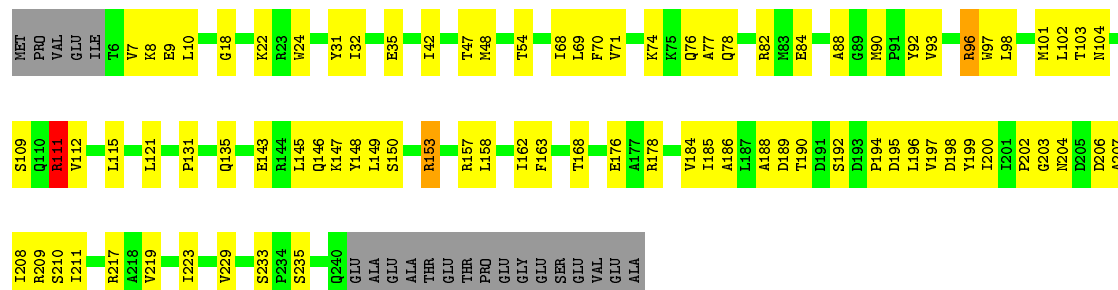 MET PRO VAL GLU ILE T6 V7 K8 E9 L10 G18 K22 R23 W24 Y31 I32 E35 I42 T47 M48 T54 I68 L69 F70 V71 K74 K75 Q76 A77 Q78 R82 M83 E84 A88 G89 M90 P91 Y92 V93 R96 W97 L98 M101 L102 T103 N104
S109 Q110 R111 V112 L115 L121 P131 Q135 E143 R144 L145 Q146 K147 Y148 L149 S150 R153 R157 L158 I162 F163 T168 E176 A177 R178 V184 I185 A186 L187 A188 D189 T190 D191 S192 D193 P194 D195 L196 V197 D198 Y199 I200 I201 P202 G203 N204 D205 D206 A207
I208 R209 S210 I211 R217 A218 V219 I223 V229 S233 P234 S235 Q240 GLU ALA GLU ALA THR GLU THR PRO GLU GLY GLU SER GLU VAL GLU ALA